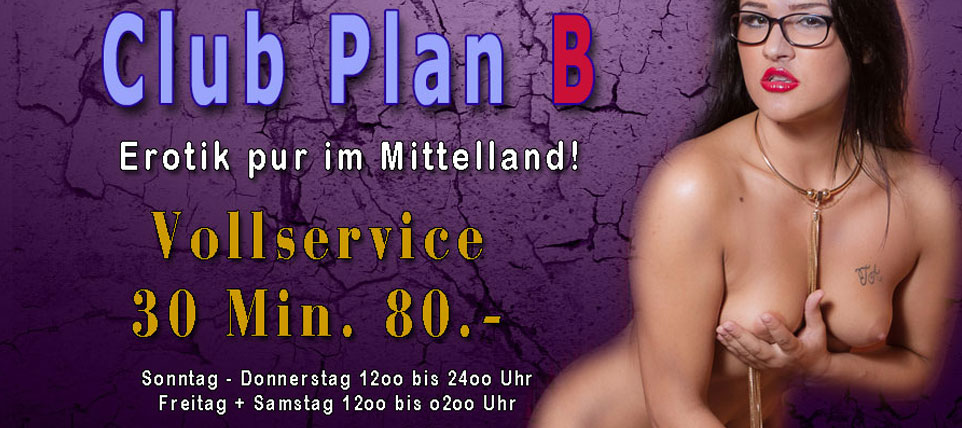 Club Plan B
Erotik pur im Mittelland!
Vollservice
30 Min. 80.-
Sonntag - Donnerstag 12oo bis 24oo Uhr
Freitag + Samstag 12oo bis o2oo Uhr